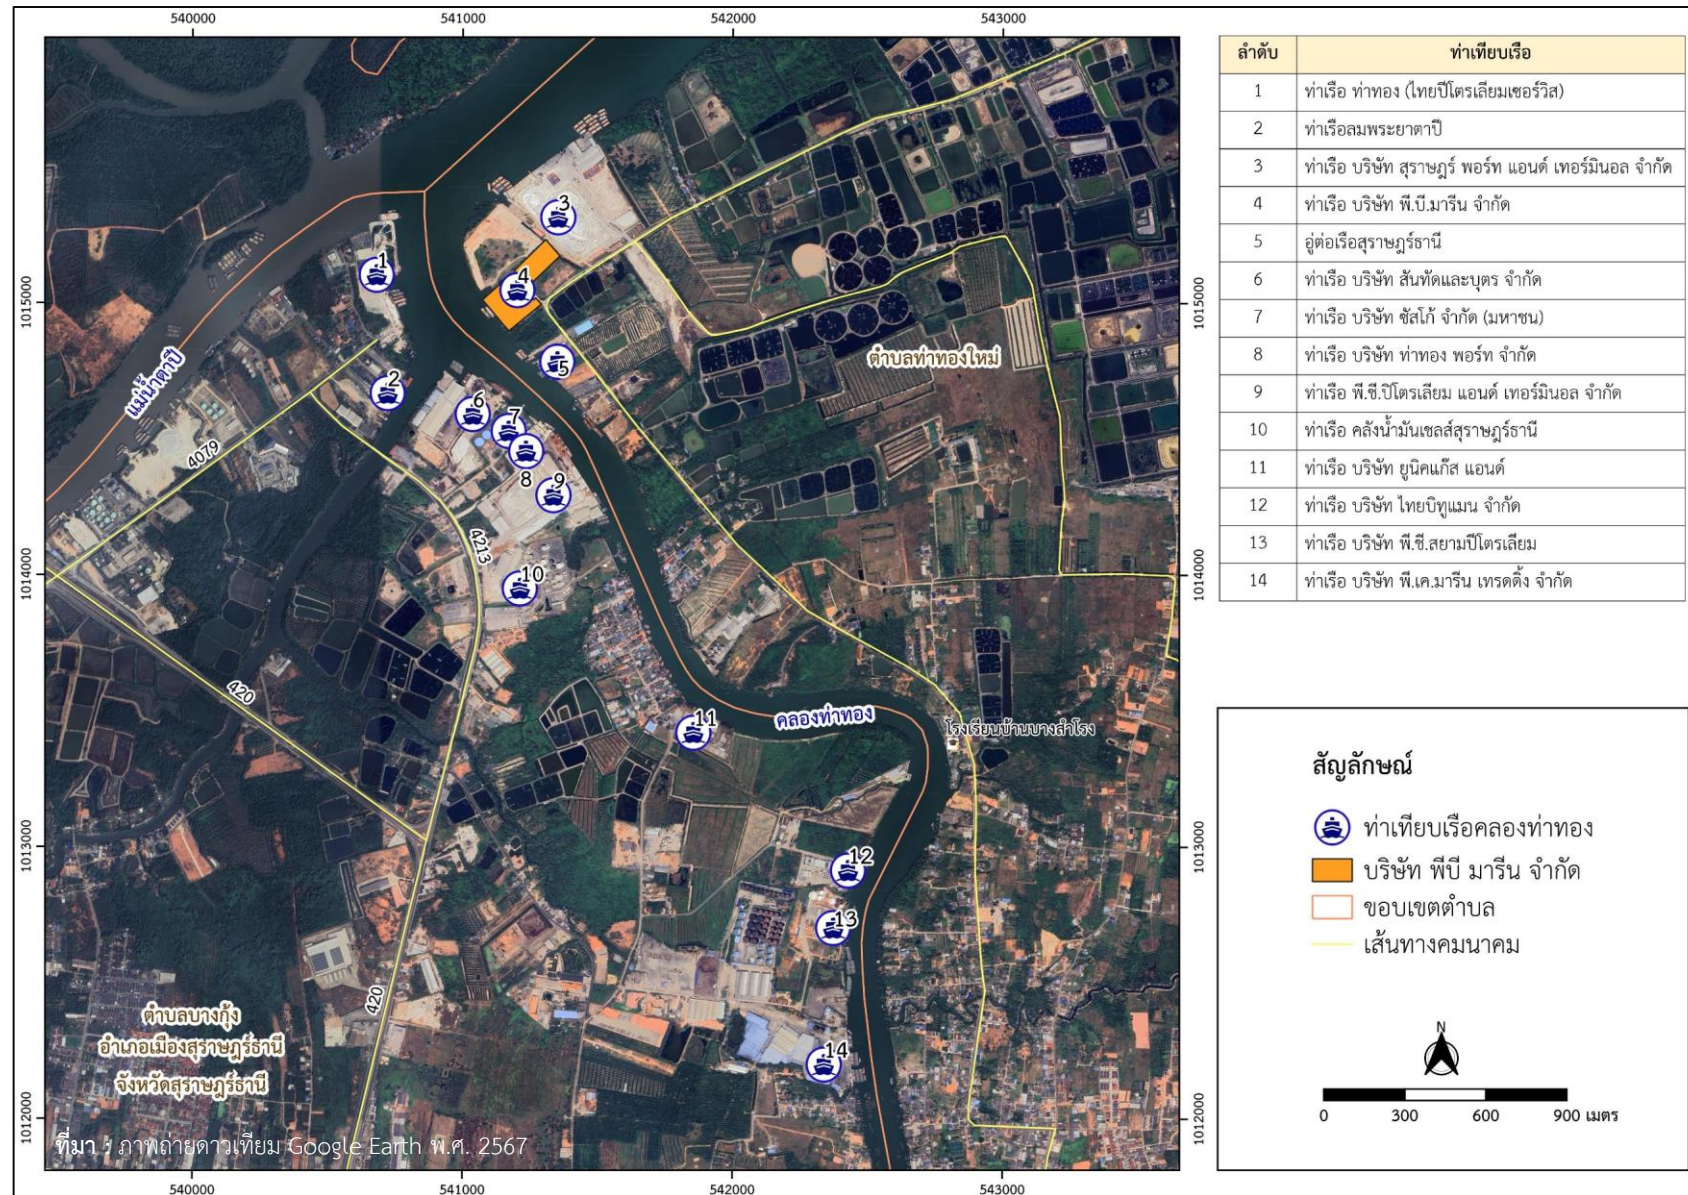 540000 541000 542000 543000
1015000
1014000
1013000
1012000
1
2
3
4
5
6
7
8
9
10
11
12
13
14
แม่น้ำตาปี
4079
4213
420
420
ตำบลท่าทองใหม่
คลองท่าทอง
โรงเรียนบ้านบางสำโรง
ตำบลบางกุ้ง
อำเภอเมืองสุราษฎร์ธานี
จังหวัดสุราษฎร์ธานี
ที่มา : ภาพถ่ายดาวเทียม Google Earth พ.ศ. 2567
1015000
1014000
1013000
1012000
540000 541000 542000 543000
ลำดับ ท่าเทียบเรือ
1 ท่าเรือ ท่าทอง (ไทยปิโตรเลียมเซอร์วิส)
2 ท่าเรือลมพระยาตาปี
3 ท่าเรือ บริษัท สุราษฎร์ พอร์ท แอนด์ เทอร์มินอล จำกัด
4 ท่าเรือ บริษัท พี.บี.มารีน จำกัด
5 อู่ต่อเรือสุราษฎร์ธานี
6 ท่าเรือ บริษัท สันทัดและบุตร จำกัด
7 ท่าเรือ บริษัท ซัสโก้ จำกัด (มหาชน)
8 ท่าเรือ บริษัท ท่าทอง พอร์ท จำกัด
9 ท่าเรือ พี.ซี.ปิโตรเลียม แอนด์ เทอร์มินอล จำกัด
10 ท่าเรือ คลังน้ำมันเชลส์สุราษฎร์ธานี
11 ท่าเรือ บริษัท ยูนิคแก๊ส แอนด์
12 ท่าเรือ บริษัท ไทยบิทูแมน จำกัด
13 ท่าเรือ บริษัท พี.ซี.สยามปิโตรเลียม
14 ท่าเรือ บริษัท พี.เค.มารีน เทรดดิ้ง จำกัด
สัญลักษณ์
ท่าเทียบเรือคลองท่าทอง
บริษัท พีบี มารีน จำกัด
ขอบเขตตำบล
เส้นทางคมนาคม
N
0 300 600 900 เมตร